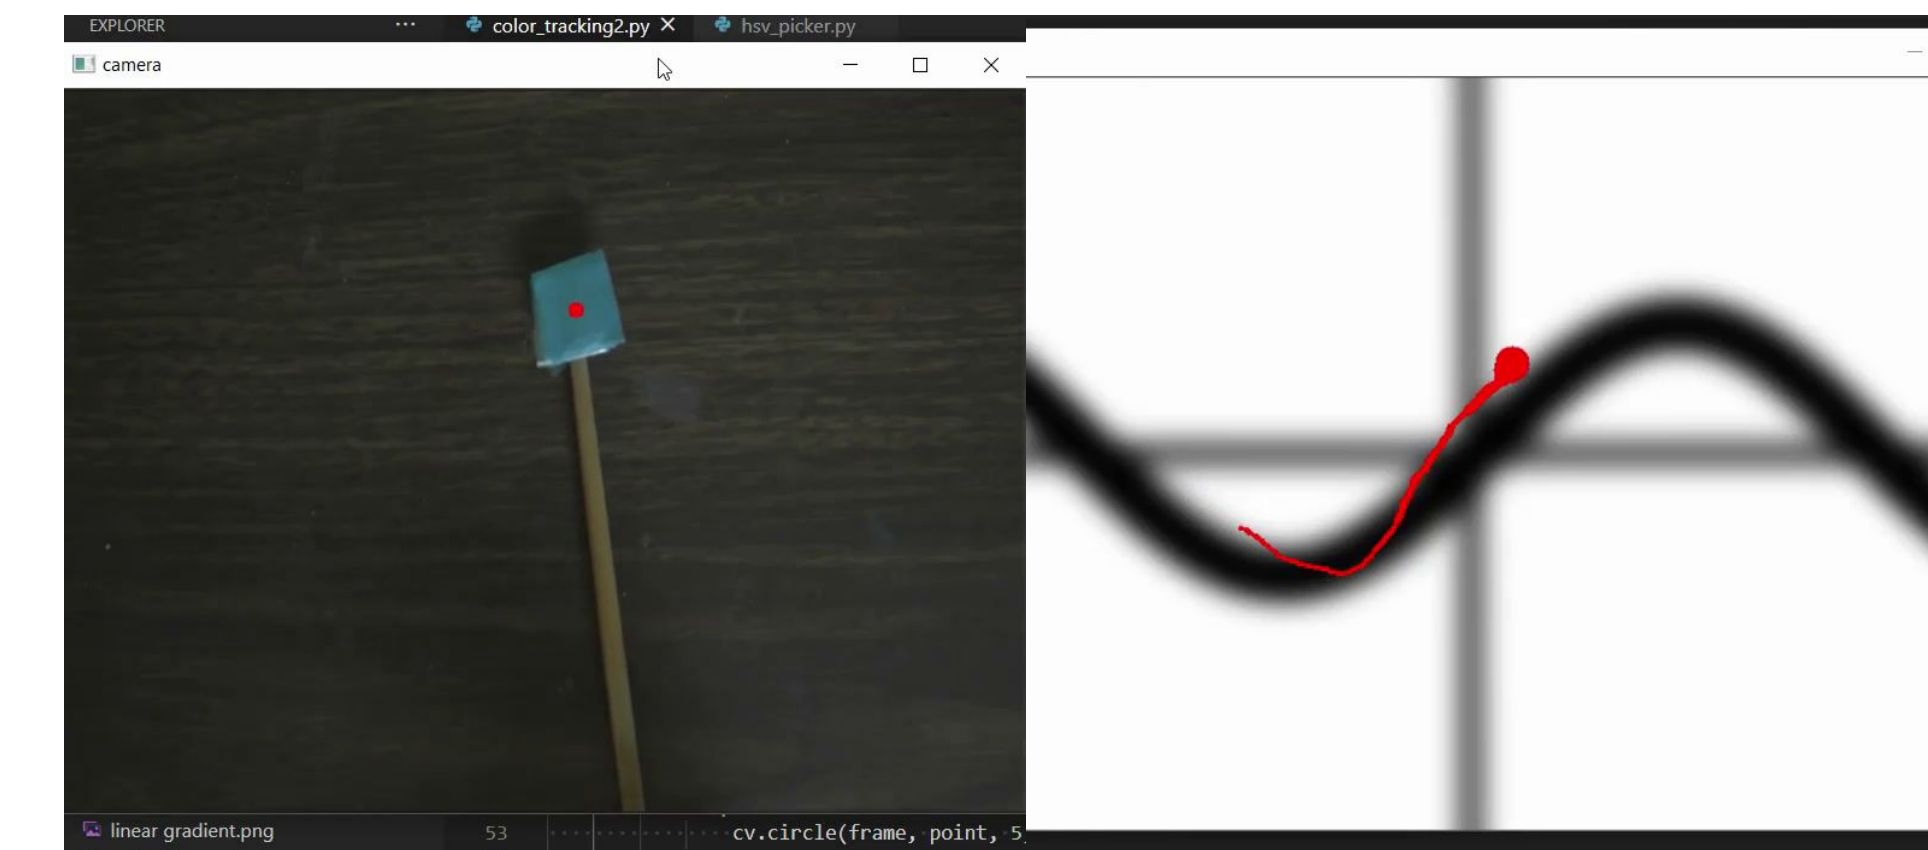 EXPLORER ··· color_tracking2.py hsv_picker.py
camera
linear gradient.png 53 cv.circle(frame, point, 5,